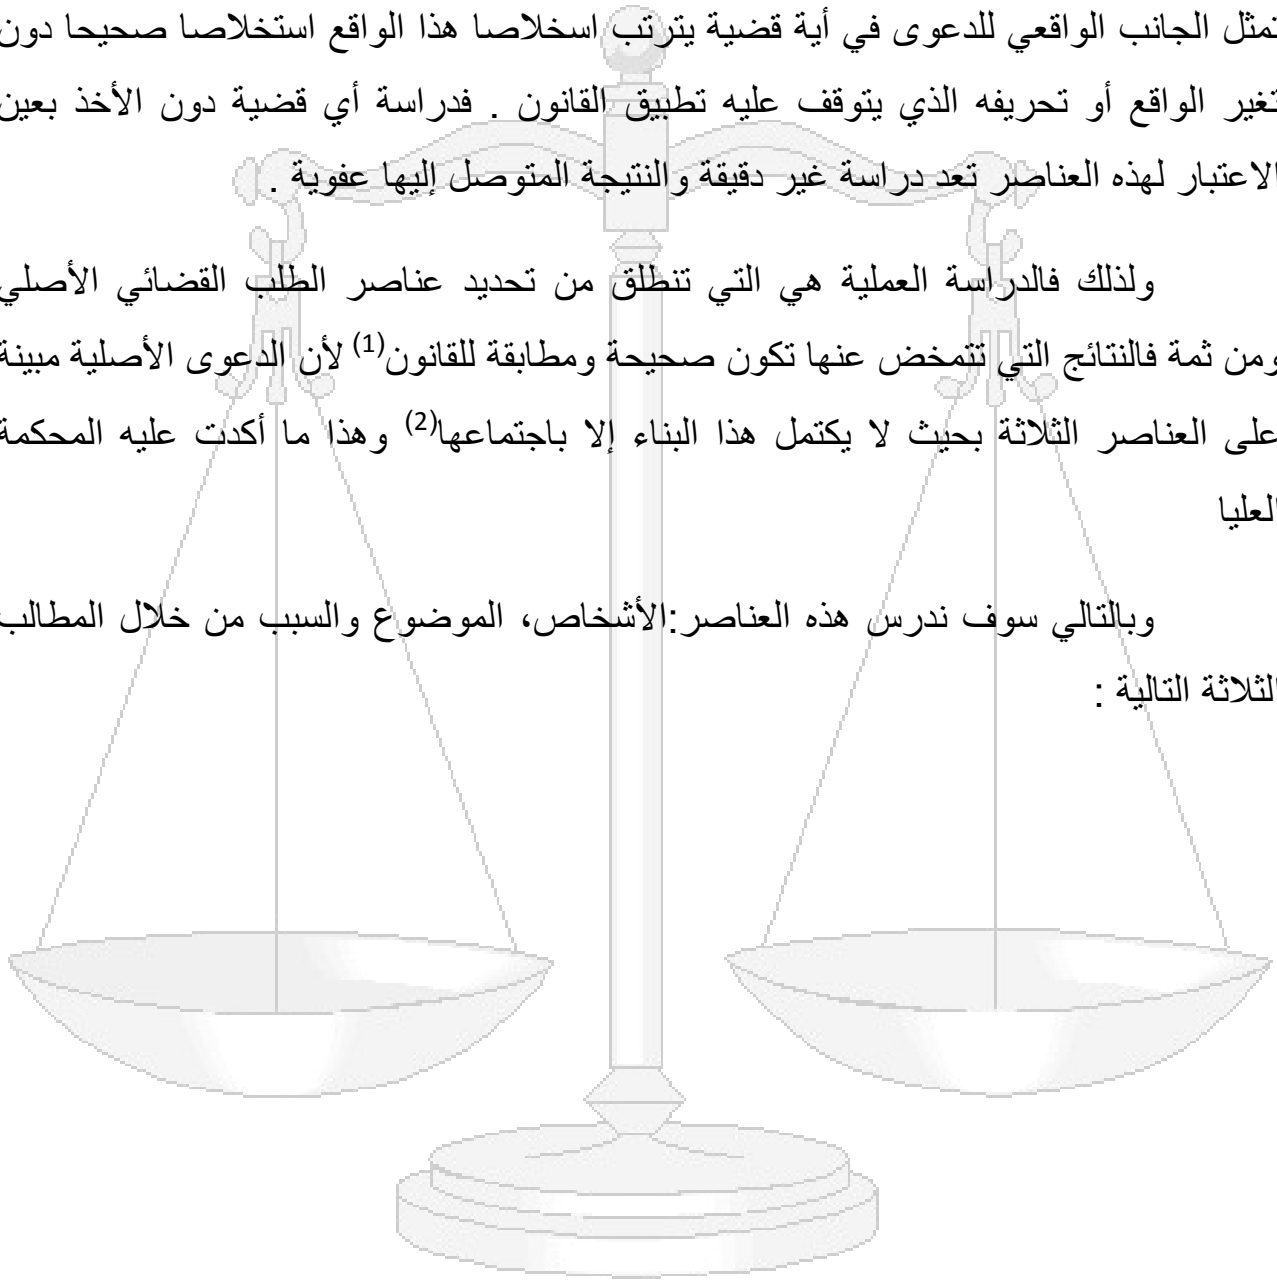 تمثل الجانب الواقعي للدعوى في أية قضية يترتب اسخلاصا هذا الواقع استخلاصا صحيحا دون
تغير الواقع أو تحريفه الذي يتوقف عليه تطبيق القانون . فدراسة أي قضية دون الأخذ بعين
الاعتبار لهذه العناصر تعد دراسة غير دقيقة والنتيجة المتوصل إليها عفوية .
ولذلك فالدراسة العملية هي التي تنطلق من تحديد عناصر الطلب القضائي الأصلي
ومن ثمة فالنتائج التي تتمخض عنها تكون صحيحة ومطابقة للقانون(1) لأن الدعوى الأصلية مبينة
على العناصر الثلاثة بحيث لا يكتمل هذا البناء إلا باجتماعها(2) وهذا ما أكدت عليه المحكمة
العليا
وبالتالي سوف ندرس هذه العناصر:الأشخاص، الموضوع والسبب من خلال المطالب
الثلاثة التالية :